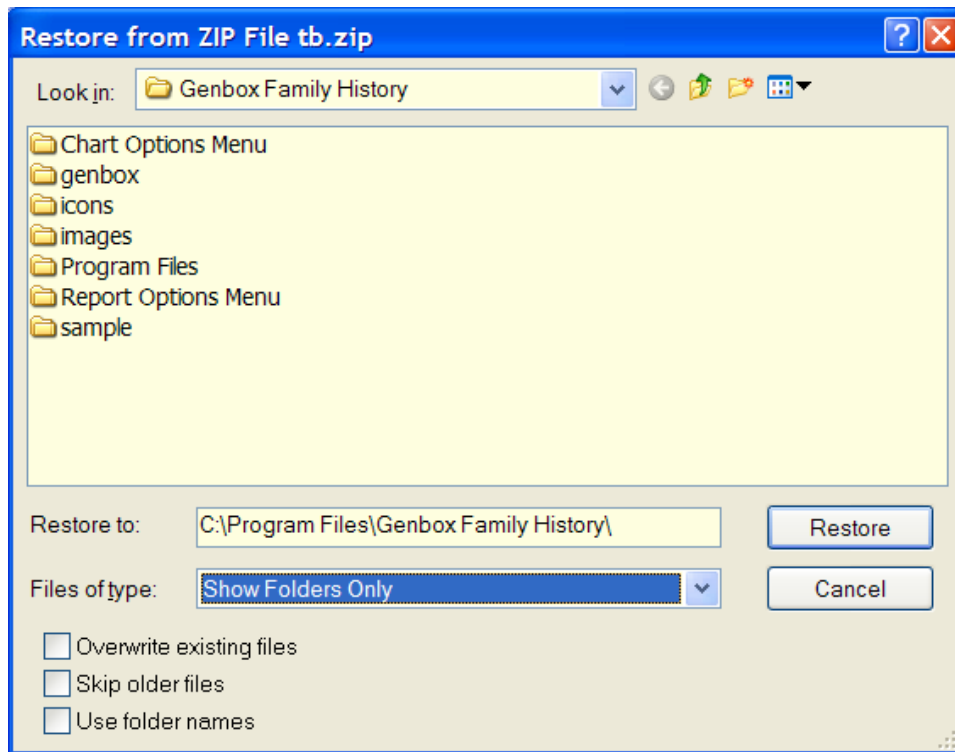 Restore from ZIP File tb.zip
Look in: Genbox Family History
Chart Options Menu
genbox
icons
images
Program Files
Report Options Menu
sample
Restore to: C:\Program Files\Genbox Family History\ Restore
Files of type: Show Folders Only Cancel
Overwrite existing files
Skip older files
Use folder names